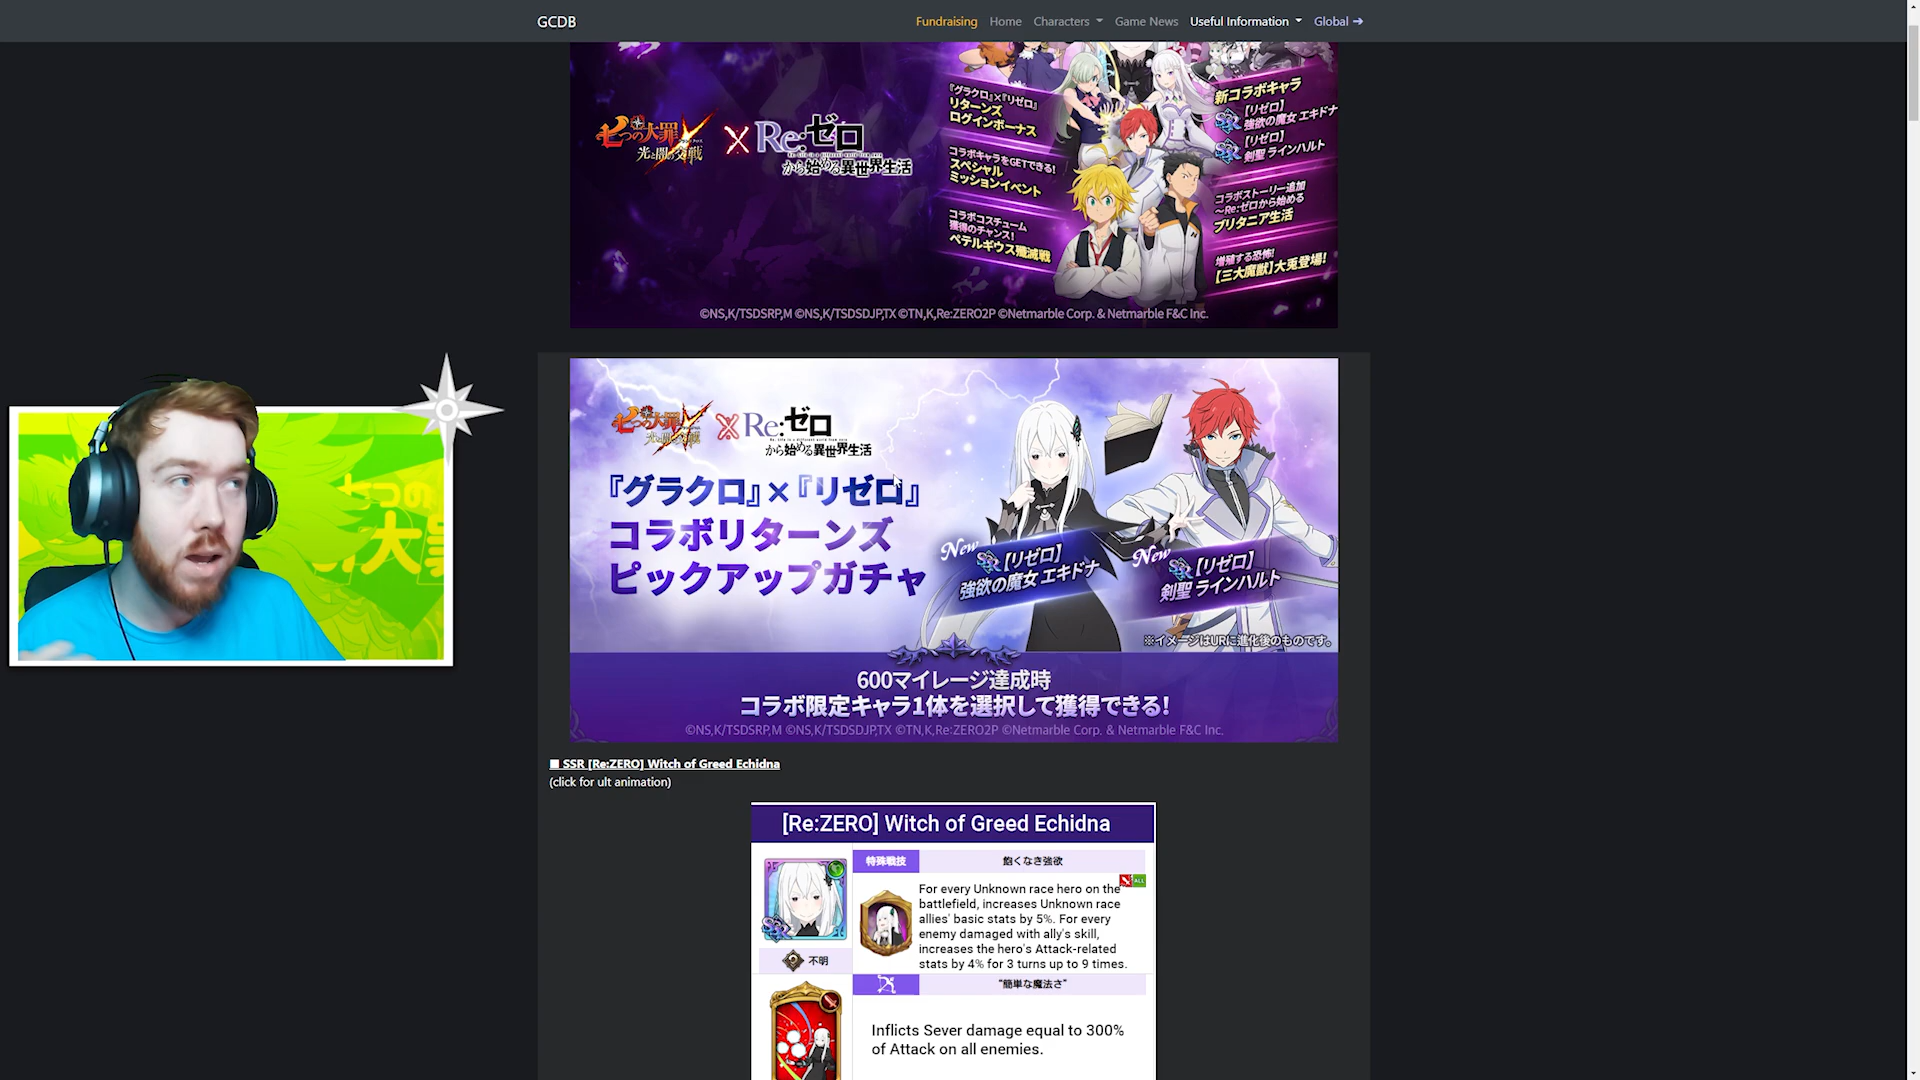 GCDB
Fundraising Home Characters Game News Useful Information Global ➔
『グラクロ』×『リゼロ』
リターンズ
ログインボーナス
コラボキャラをGETできる!
スペシャル
ミッションイベント
コラボコスチューム
獲得のチャンス!
ペテルギウス殲滅戦
七つの大罪
光と闇の交戦
X
Re:ゼロ
から始める異世界生活
新コラボキャラ
SSR【リゼロ】
強欲の魔女 エキドナ
SSR【リゼロ】
剣聖 ラインハルト
コラボストーリー追加
～Re:ゼロから始める
ブリタニア生活
増殖する恐怖!
【三大魔獣】大兎登場!
©NS,K/TSDSRP,M ©NS,K/TSDSDJP,TX ©TN,K,Re:ZERO2P ©Netmarble Corp. & Netmarble F&C Inc.
七つの大罪
光と闇の交戦
X
Re:ゼロ
から始める異世界生活
『グラクロ』×『リゼロ』
コラボリターンズ
ピックアップガチャ
New
SSR【リゼロ】
強欲の魔女 エキドナ
New
SSR【リゼロ】
剣聖 ラインハルト
※イメージはURに進化後のものです。
600マイレージ達成時
コラボ限定キャラ1体を選択して獲得できる!
©NS,K/TSDSRP,M ©NS,K/TSDSDJP,TX ©TN,K,Re:ZERO2P ©Netmarble Corp. & Netmarble F&C Inc.
七つの
大罪
■ SSR [Re:ZERO] Witch of Greed Echidna
(click for ult animation)
[Re:ZERO] Witch of Greed Echidna
特殊戦技
飽くなき強欲
ALL
For every Unknown race hero on the
battlefield, increases Unknown race
allies' basic stats by 5%. For every
enemy damaged with ally's skill,
increases the hero's Attack-related
stats by 4% for 3 turns up to 9 times.
SSR
不明
"簡単な魔法さ"
Inflicts Sever damage equal to 300%
of Attack on all enemies.